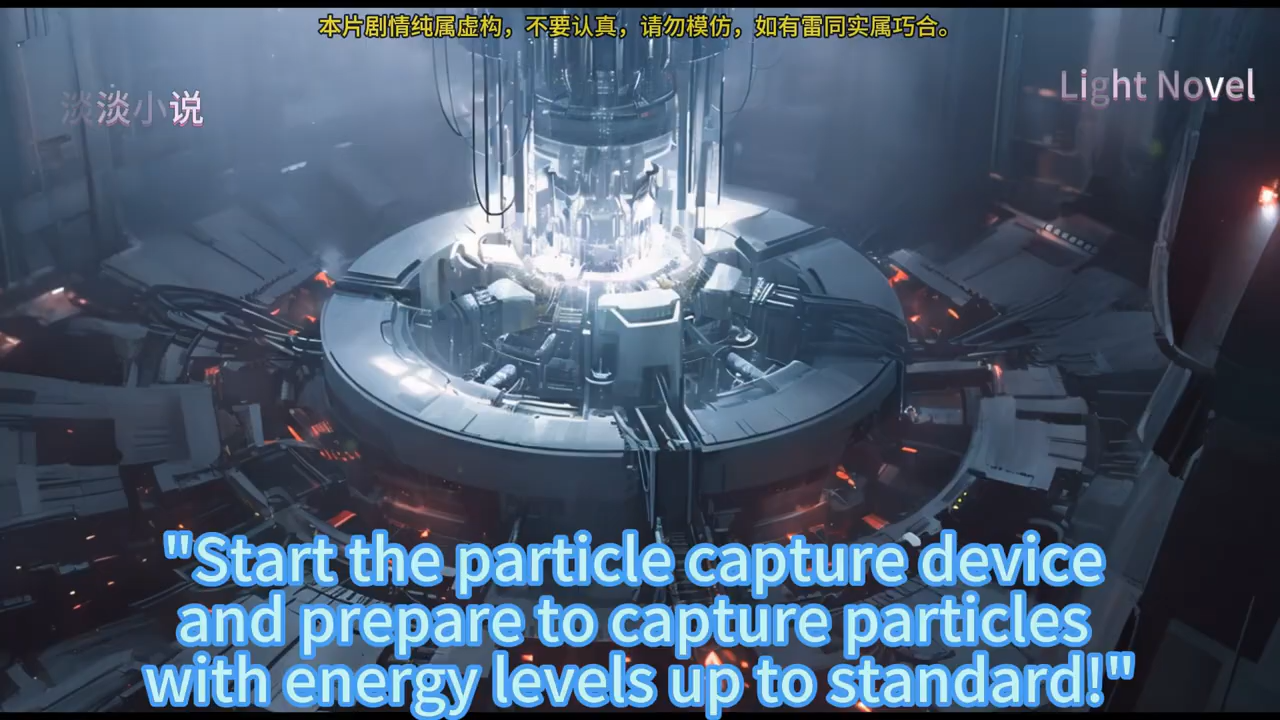 本片剧情纯属虚构，不要认真，请勿模仿，如有雷同实属巧合。
淡淡小说
Light Novel
"Start the particle capture device
and prepare to capture particles
with energy levels up to standard!"